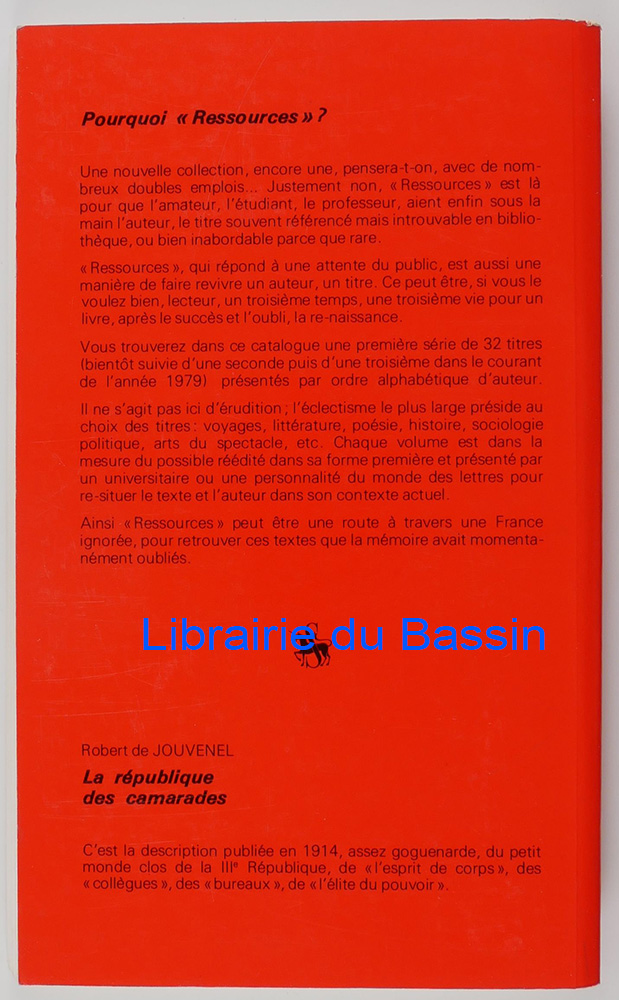 Pourquoi « Ressources » ?
Une nouvelle collection, encore une, pensera-t-on, avec de nom-
breux doubles emplois... Justement non, « Ressources » est là
pour que l'amateur, l'étudiant, le professeur, aient enfin sous la
main l'auteur, le titre souvent référencé mais introuvable en biblio-
thèque, ou bien inabordable parce que rare.
« Ressources », qui répond à une attente du public, est aussi une
manière de faire revivre un auteur, un titre. Ce peut être, si vous le
voulez bien, lecteur, un troisième temps, une troisième vie pour un
livre, après le succès et l'oubli, la re-naissance.
Vous trouverez dans ce catalogue une première série de 32 titres
(bientôt suivie d'une seconde puis d'une troisième dans le courant
de l'année 1979) présentés par ordre alphabétique d'auteur.
Il ne s'agit pas ici d'érudition ; l'éclectisme le plus large préside au
choix des titres : voyages, littérature, poésie, histoire, sociologie
politique, arts du spectacle, etc. Chaque volume est dans la
mesure du possible réédité dans sa forme première et présenté par
un universitaire ou une personnalité du monde des lettres pour
re-situer le texte et l'auteur dans son contexte actuel.
Ainsi « Ressources » peut être une route à travers une France
ignorée, pour retrouver ces textes que la mémoire avait momenta-
nément oubliés.
Librairie du Bassin
Robert de JOUVENEL
La république
des camarades
C'est la description publiée en 1914, assez goguenarde, du petit
monde clos de la IIIe République, de « l'esprit de corps », des
« collègues », des « bureaux », de « l'élite du pouvoir ».